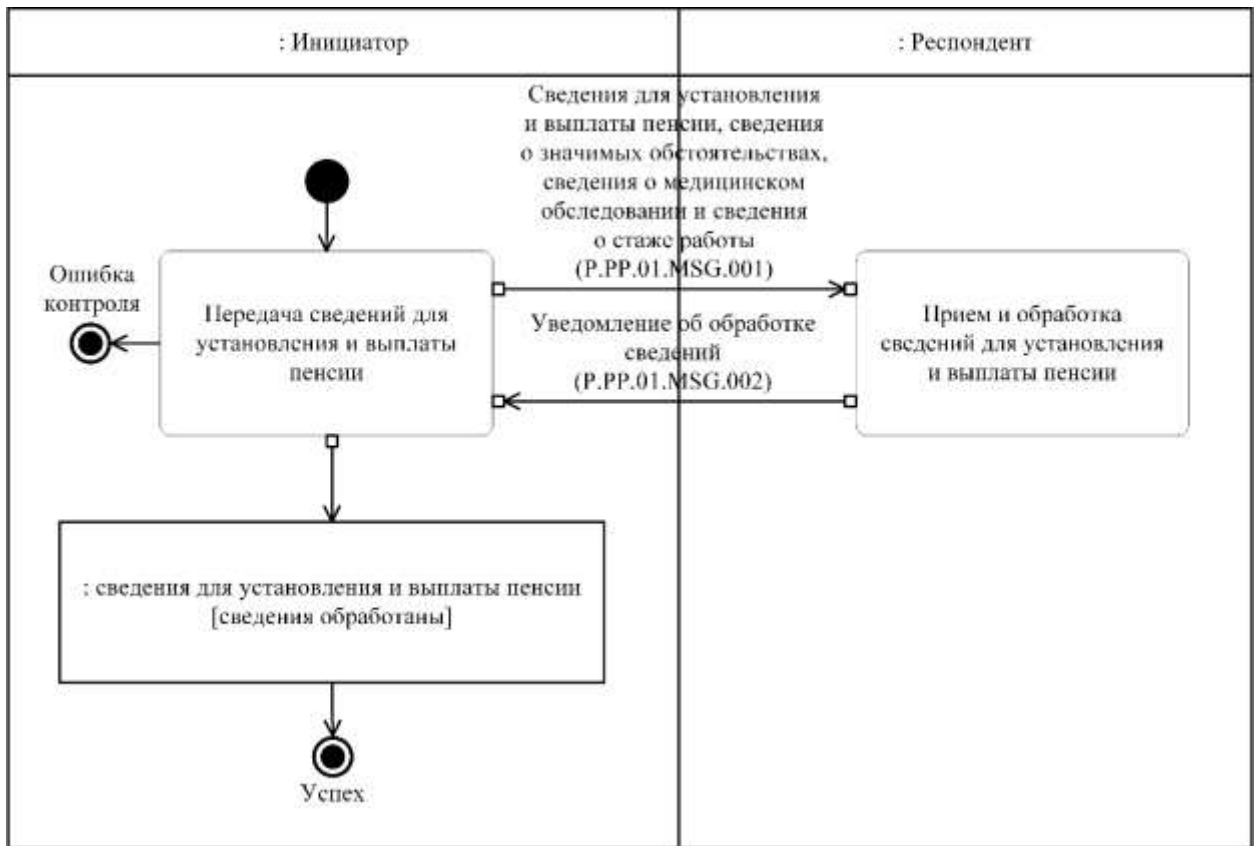 : Инициатор
: Респондент
Сведения для установления
и выплаты пенсии, сведения
о значимых обстоятельствах,
сведения о медицинском
обследовании и сведения
о стаже работы
(P.PP.01.MSG.001)
Ошибка
контроля
Передача сведений для
установления и выплаты
пенсии
Уведомление об обработке
сведений
(P.PP.01.MSG.002)
Прием и обработка
сведений для установления
и выплаты пенсии
: сведения для установления и выплаты пенсии
[сведения обработаны]
Успех